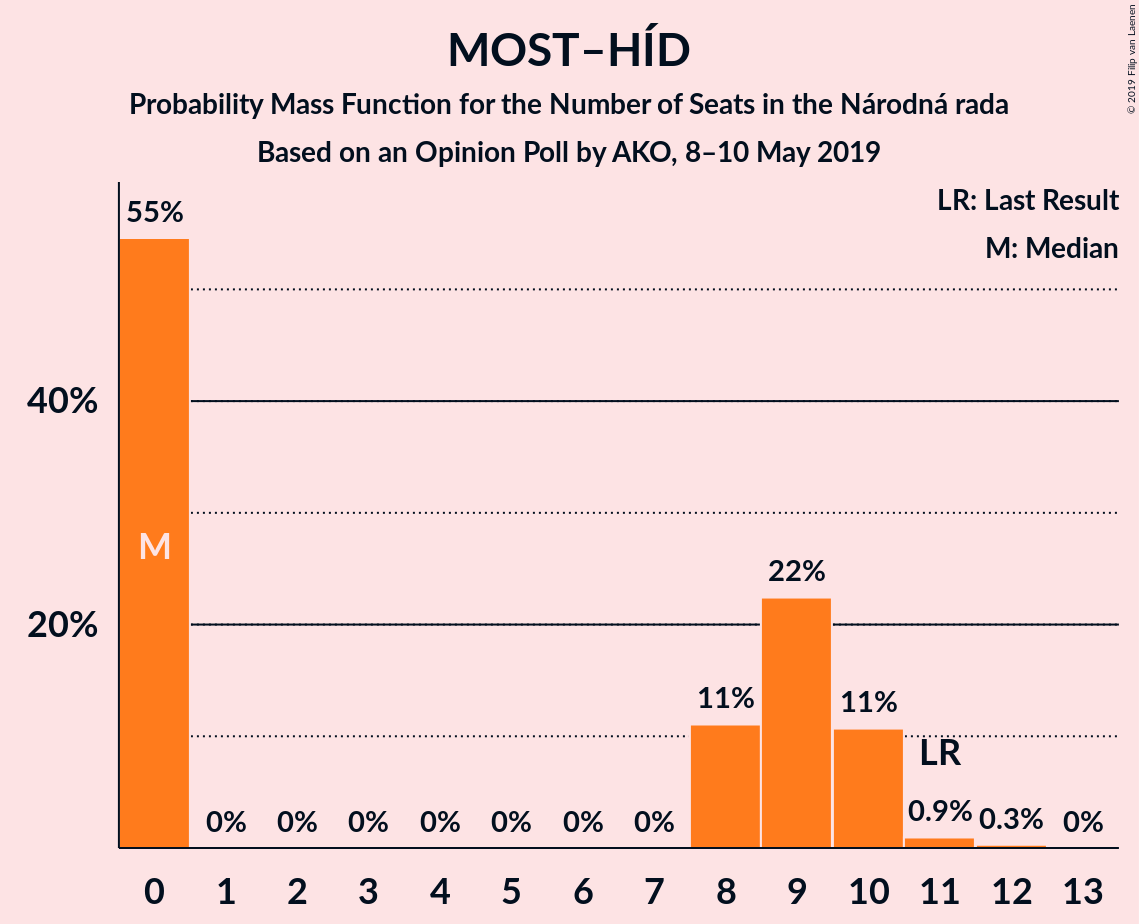 MOST–HÍD
Probability Mass Function for the Number of Seats in the Národná rada
Based on an Opinion Poll by AKO, 8–10 May 2019
© 2019 Filip van Laenen
LR: Last Result
M: Median
55%
40%
M
22%
20%
11%
11%
LR
0% 0% 0% 0% 0% 0% 0% 0.9% 0.3% 0%
0 1 2 3 4 5 6 7 8 9 10 11 12 13